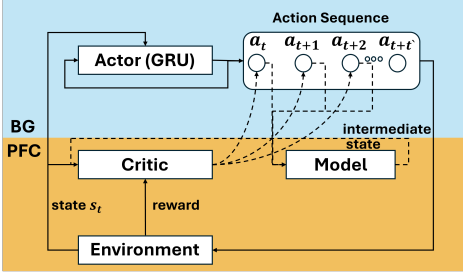 Action Sequence
Actor (GRU)
a_t a_{t+1} a_{t+2} a_{t+t`}
BG
PFC
intermediate
state
Critic
Model
state s_t
reward
Environment